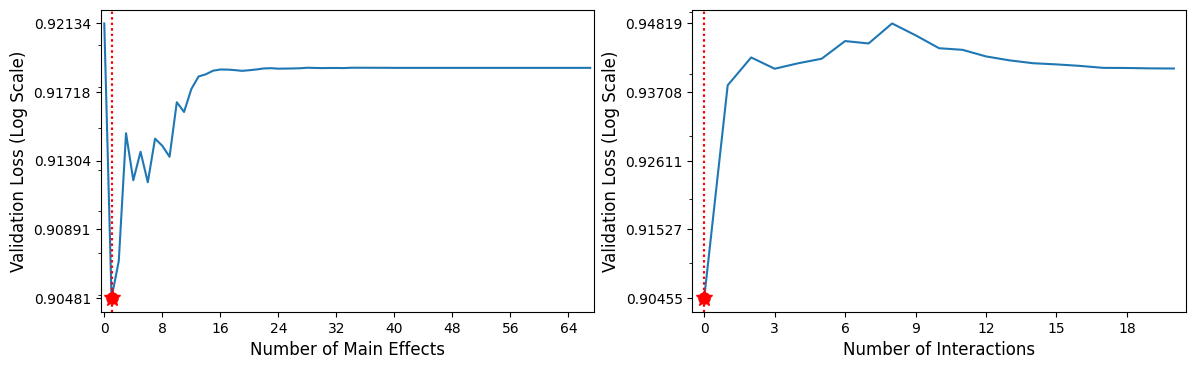 Validation Loss (Log Scale)
0.92134
0.91718
0.91304
0.90891
0.90481
0 8 16 24 32 40 48 56 64
Number of Main Effects
Validation Loss (Log Scale)
0.94819
0.93708
0.92611
0.91527
0.90455
0 3 6 9 12 15 18
Number of Interactions